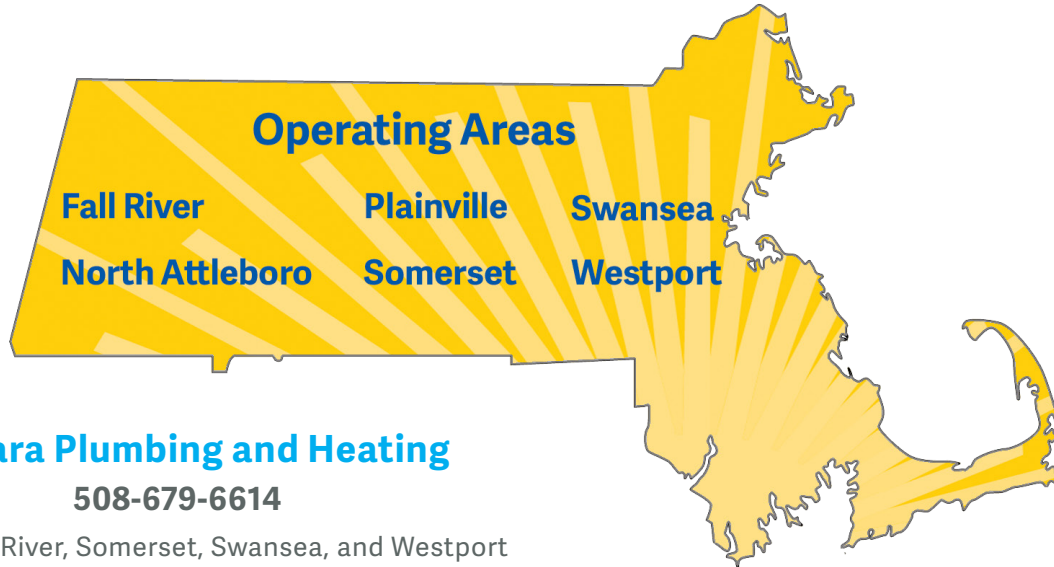 Operating Areas
Fall River Plainville Swansea
North Attleboro Somerset Westport
Plumbing and Heating
508-679-6614
River, Somerset, Swansea, and Westport